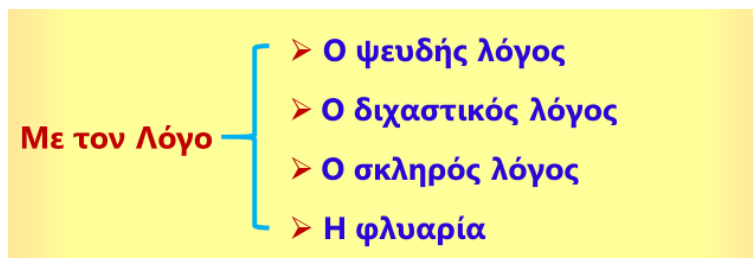 Με τον Λόγο
Ο ψευδής λόγος
Ο διχαστικός λόγος
Ο σκληρός λόγος
Η φλυαρία